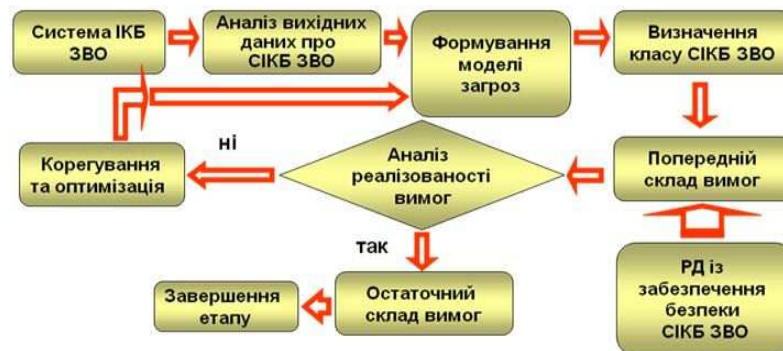 Система ІКБ
ЗВО
Аналіз вихідних
даних про
СІКБ ЗВО
Формування
моделі
загроз
Визначення
класу СІКБ ЗВО
Корегування
та оптимізація
ні
Аналіз
реалізованості
вимог
Попередній
склад вимог
так
Завершення
етапу
Остаточний
склад вимог
РД із
забезпечення
безпеки
СІКБ ЗВО